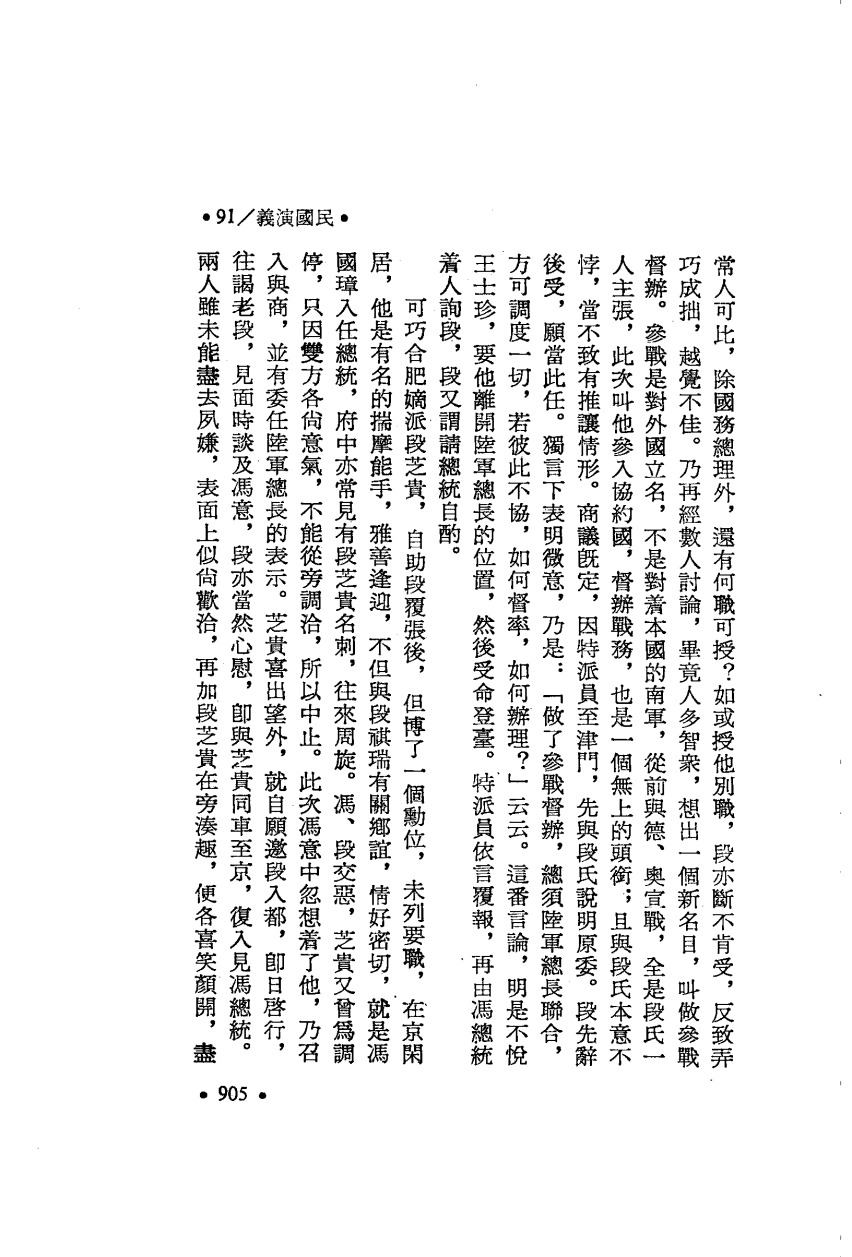 •91／義演國民•
常人可比，除國務總理外，還有何職可授？如或授他別職，段亦斷不肯受，反致弄
巧成拙，越覺不佳。乃再經數人討論，畢竟人多智衆，想出一個新名目，叫做參戰
督辦。參戰是對外國立名，不是對着本國的南軍，從前與德、奧宣戰，全是段氏一
人主張，此次叫他參入協約國，督辦戰務，也是一個無上的頭銜；且與段氏本意不
悖，當不致有推讓情形。商議旣定，因特派員至津門，先與段氏說明原委。段先辭
後受，願當此任。獨言下表明微意，乃是：「做了參戰督辦，總須陸軍總長聯合，
方可調度一切，若彼此不協，如何督率，如何辦理？」云云。這番言論，明是不悅
王士珍，要他離開陸軍總長的位置，然後受命登臺。特派員依言覆報，再由馮總統
着人詢段，段又謂請總統自酌。
可巧合肥嫡派段芝貴，自助段覆張後，但博了一個勳位，未列要職，在京閑
居，他是有名的揣摩能手，雅善逢迎，不但與段祺瑞有關鄉誼，情好密切，就是馮
國璋入任總統，府中亦常見有段芝貴名刺，往來周旋。馮、段交惡，芝貴又曾爲調
停，只因雙方各尙意氣，不能從旁調洽，所以中止。此次馮意中忽想着了他，乃召
入與商，並有委任陸軍總長的表示。芝貴喜出望外，就自願邀段入都，卽日啓行，
往謁老段，見面時談及馮意，段亦當然心慰，卽與芝貴同車至京，復入見馮總統。
兩人雖未能盡去夙嫌，表面上似尙歡洽，再加段芝貴在旁湊趣，便各喜笑顏開，盡
•905•